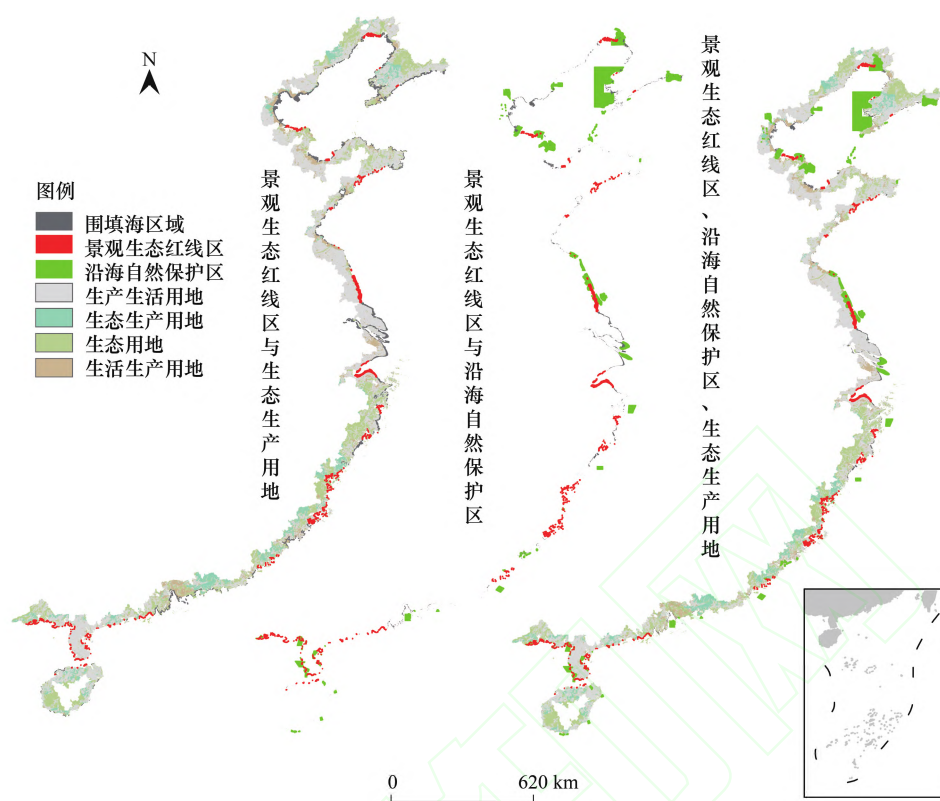 N
图例
围填海区域
景观生态红线区
沿海自然保护区
生产生活用地
生态生产用地
生态用地
生活生产用地
景观生态红线区与生态生产用地
景观生态红线区与沿海自然保护区
景观生态红线区、沿海自然保护区、生态生产用地
0 620 km